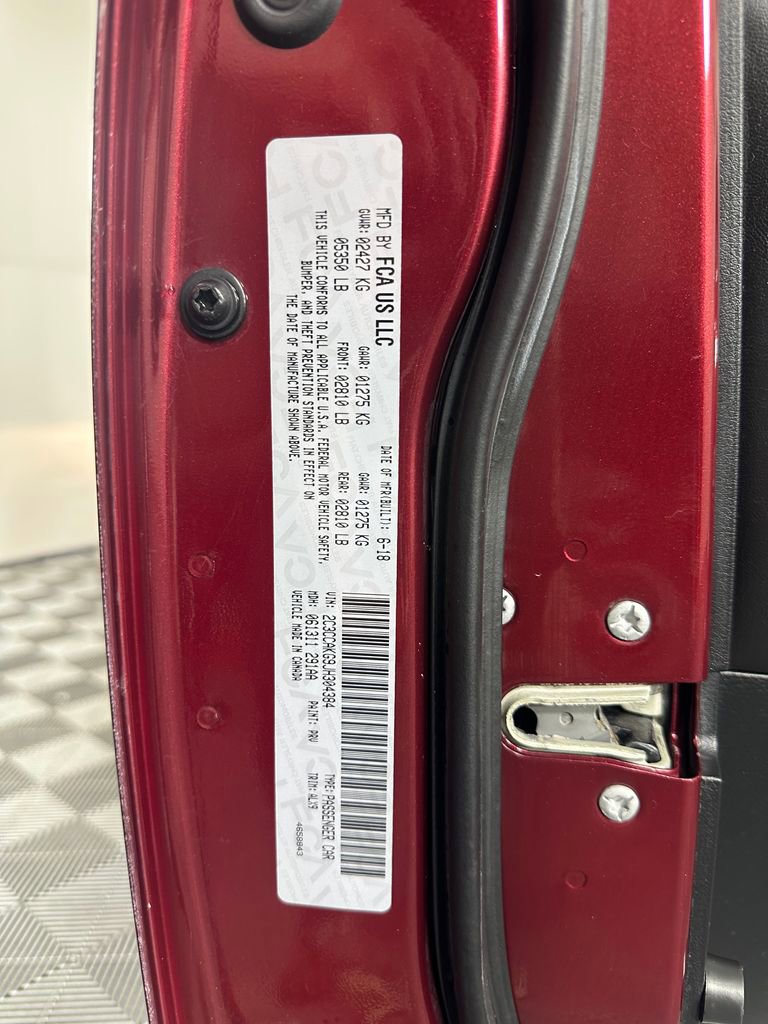 MFD BY FCA US LLC
DATE OF MFR(BUILT): 6-18
GVWR: 02427 KG GAWR: 01275 KG GAWR: 01275 KG
05350 LB FRONT: 02810 LB REAR: 02810 LB
THIS VEHICLE CONFORMS TO ALL APPLICABLE U.S.A. FEDERAL MOTOR VEHICLE SAFETY,
BUMPER, AND THEFT PREVENTION STANDARDS IN EFFECT ON
THE DATE OF MANUFACTURE SHOWN ABOVE.
VIN: 2C3CCAKG9JH304384 TYPE: PASSENGER CAR
MDH: 061311 291AA PAINT: PRV TRIM: ALX9
VEHICLE MADE IN CANADA 4658843